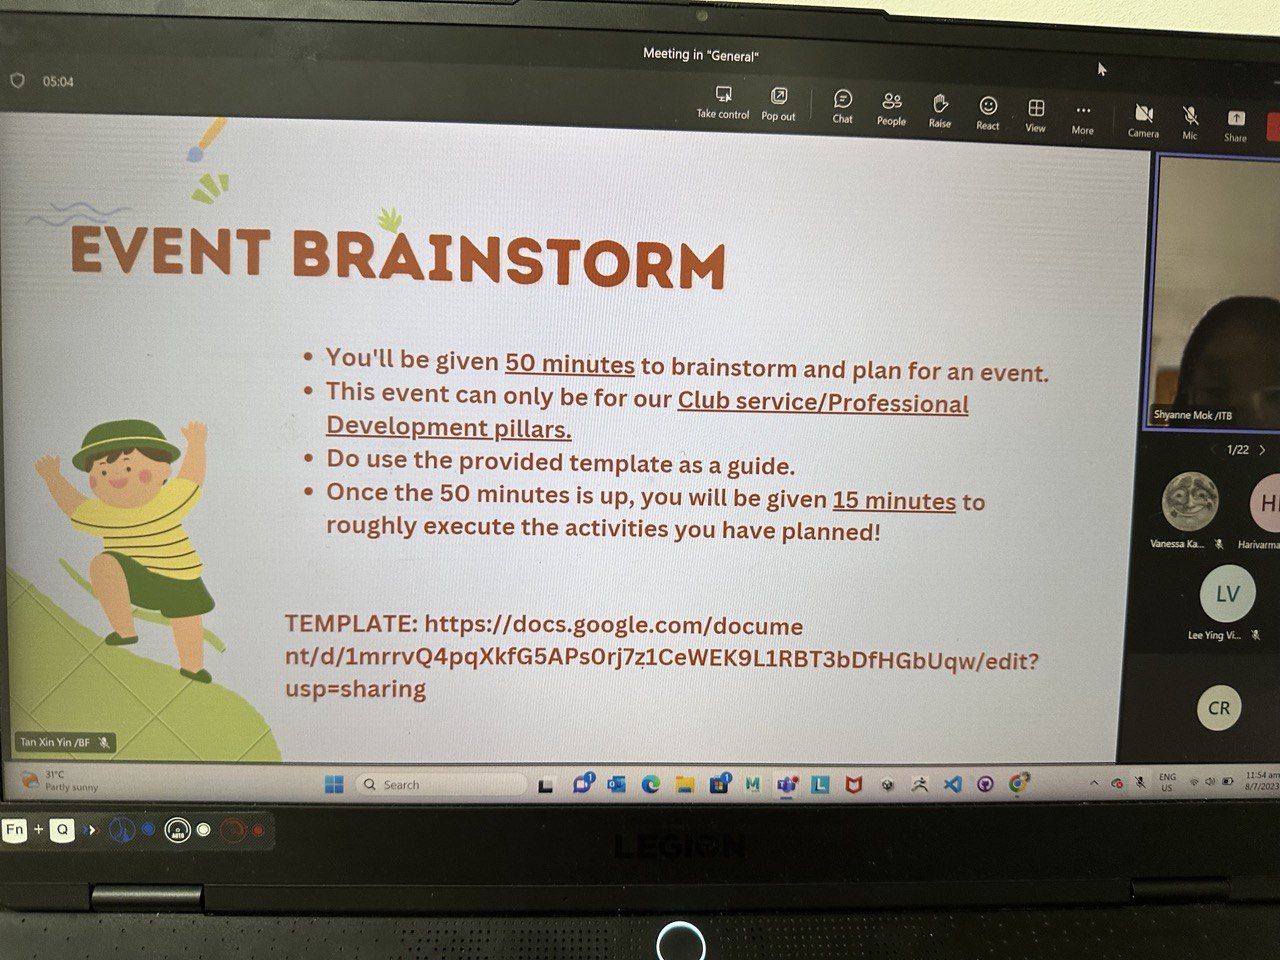 Meeting in "General"
05:04
Take control
Pop out
Chat
People
Raise
React
View
More
Camera
Mic
Share
EVENT BRAINSTORM
• You'll be given 50 minutes to brainstorm and plan for an event.
• This event can only be for our Club service/Professional
Development pillars.
• Do use the provided template as a guide.
• Once the 50 minutes is up, you will be given 15 minutes to
roughly execute the activities you have planned!
TEMPLATE: https://docs.google.com/docume
nt/d/1mrrvQ4pqXkfG5APs0rj7z1CeWEK9L1RBT3bDfHGbUqw/edit?
usp=sharing
Tan Xin Yin /BF
Shyanne Mok /ITB
1/22
Vanessa Ka...
Harivarma
LV
Lee Ying Vi...
CR
31°C
Partly sunny
Search
ENG
US
11:54 am
8/7/2023
Fn + Q
AUTO
LEGION